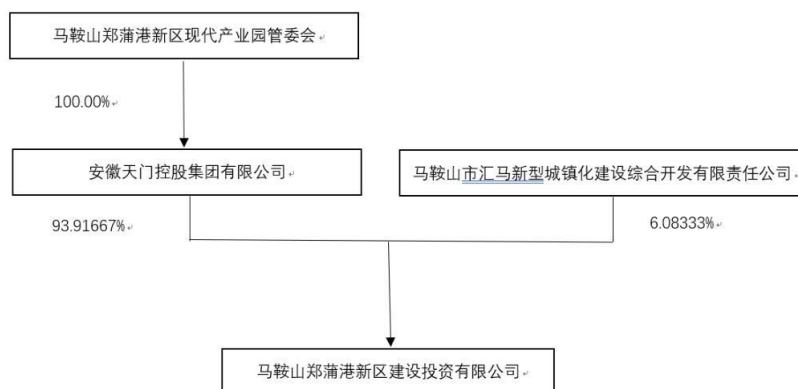 马鞍山郑蒲港新区现代产业园管委会
100.00%
安徽天门控股集团有限公司
马鞍山市汇马新型城镇化建设综合开发有限责任公司
93.91667%
6.08333%
马鞍山郑蒲港新区建设投资有限公司